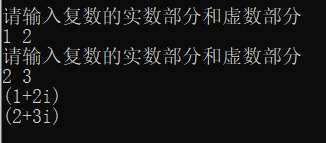 请输入复数的实数部分和虚数部分
1 2
请输入复数的实数部分和虚数部分
2 3
(1+2i)
(2+3i)